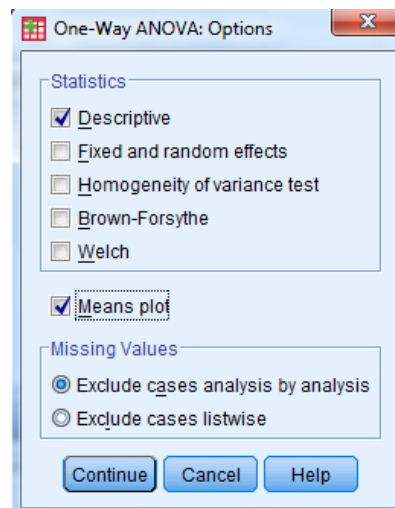 One-Way ANOVA: Options
Statistics
Descriptive
Fixed and random effects
Homogeneity of variance test
Brown-Forsythe
Welch
Means plot
Missing Values
Exclude cases analysis by analysis
Exclude cases listwise
Continue Cancel Help